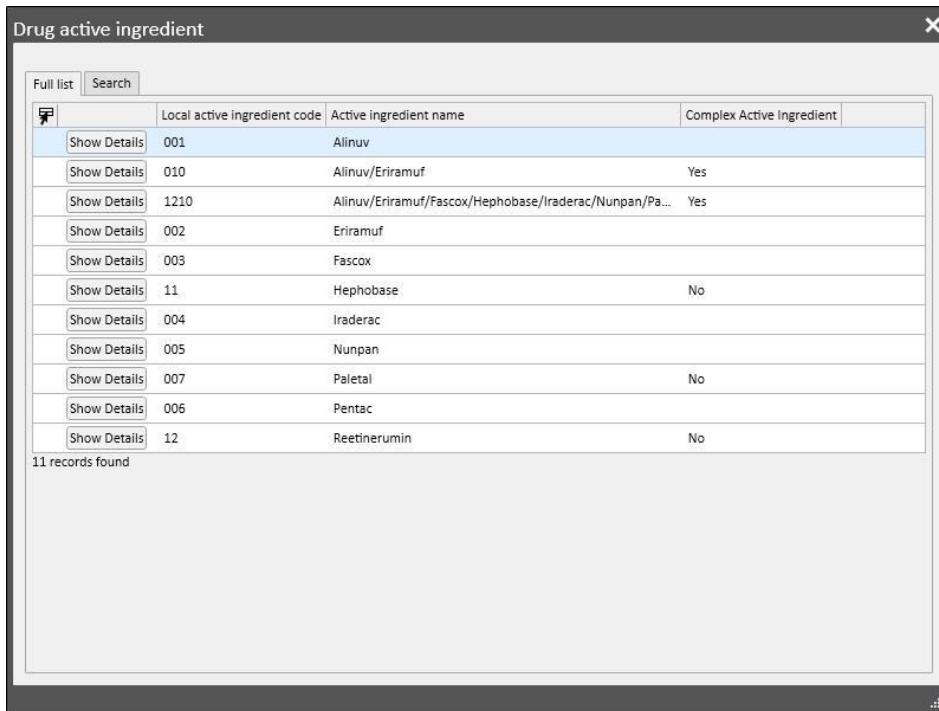 Drug active ingredient
Full list Search
Local active ingredient code Active ingredient name Complex Active Ingredient
Show Details 001 Alinuv
Show Details 010 Alinuv/Eriramuf Yes
Show Details 1210 Alinuv/Eriramuf/Fascox/Hephobase/Iraderac/Nunpan/Pa... Yes
Show Details 002 Eriramuf
Show Details 003 Fascox
Show Details 11 Hephobase No
Show Details 004 Iraderac
Show Details 005 Nunpan
Show Details 007 Paletal No
Show Details 006 Pentac
Show Details 12 Reetinerumin No
11 records found